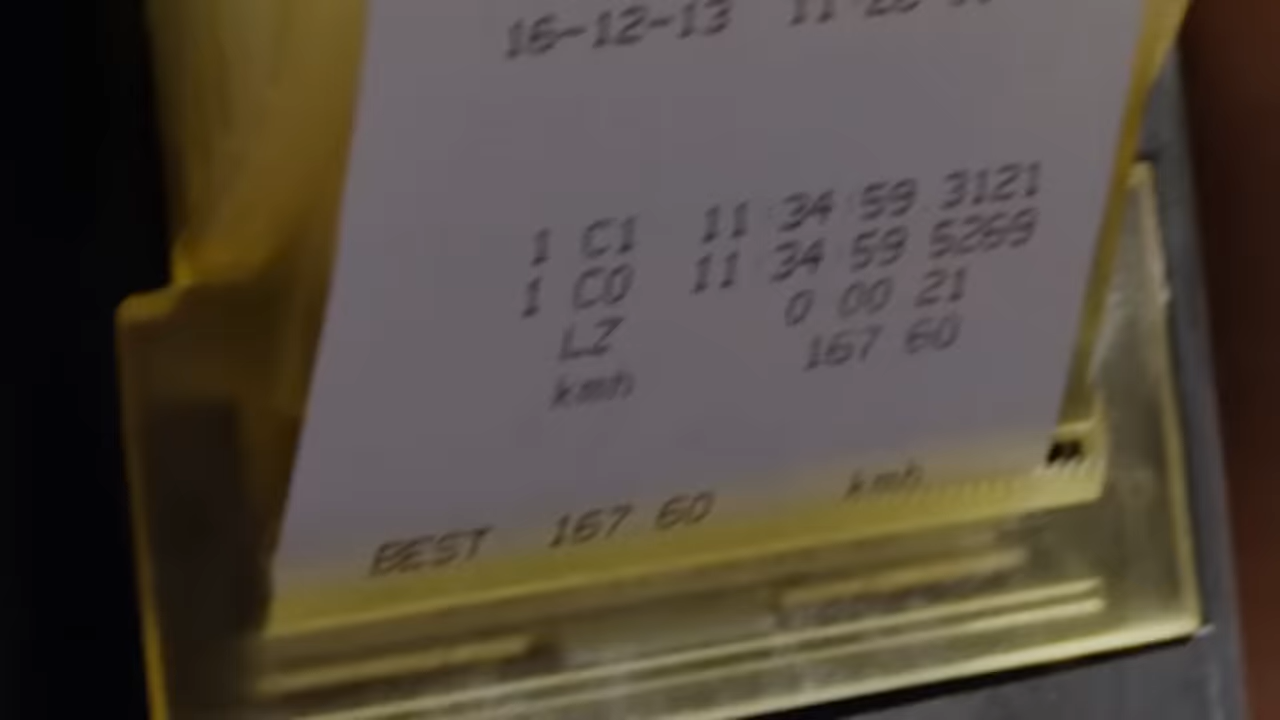 16-12-13
1 C1 11:34:59 3121
1 C0 11:34:59 5269
LZ 0:00 21
kmh 167.60
BEST 167.60 kmh